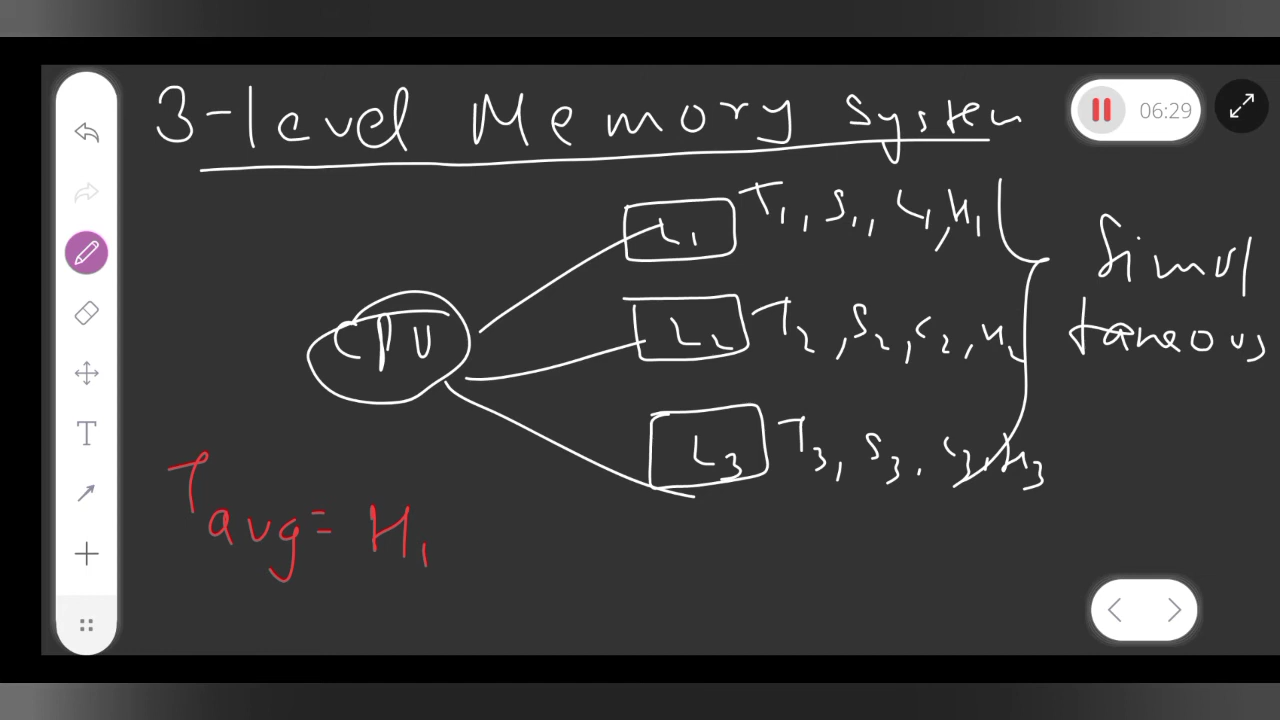 3-level Memory System
06:29
L1 T1, S1, C1, H1
CPU
L2 T2, S2, C2, H2
Simul
taneous
L3 T3, S3, C3, H3
T
Tavg = H1